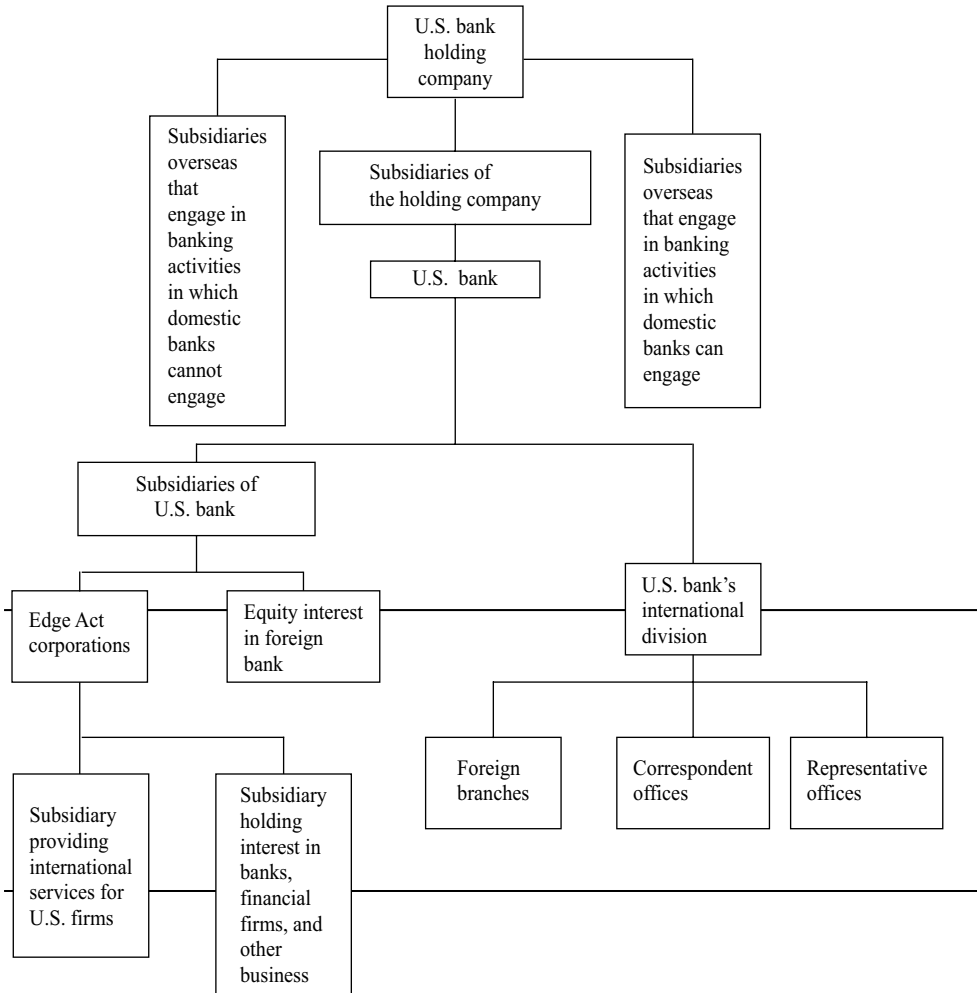 U.S. bank
holding
company
Subsidiaries
overseas
that
engage in
banking
activities
in which
domestic
banks
cannot
engage
Subsidiaries of
the holding company
Subsidiaries
overseas
that engage
in banking
activities
in which
domestic
banks can
engage
U.S. bank
Subsidiaries of
U.S. bank
Edge Act
corporations
Equity interest
in foreign
bank
U.S. bank’s
international
division
Foreign
branches
Correspondent
offices
Representative
offices
Subsidiary
providing
international
services for
U.S. firms
Subsidiary
holding
interest in
banks,
financial
firms, and
other
business